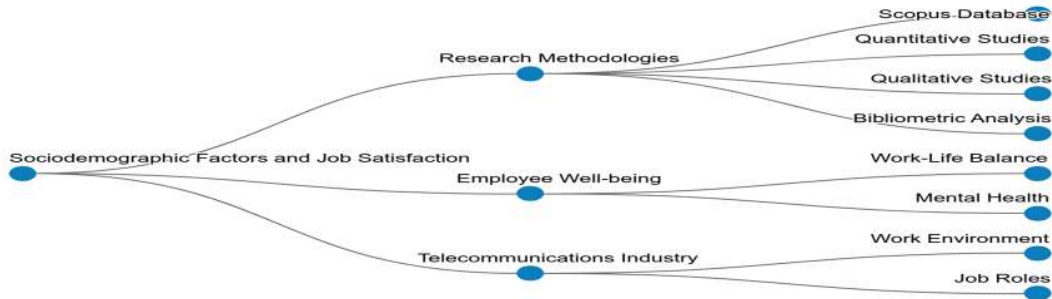 Scopus Database
Quantitative Studies
Research Methodologies
Qualitative Studies
Bibliometric Analysis
Sociodemographic Factors and Job Satisfaction
Work-Life Balance
Employee Well-being
Mental Health
Work Environment
Telecommunications Industry
Job Roles